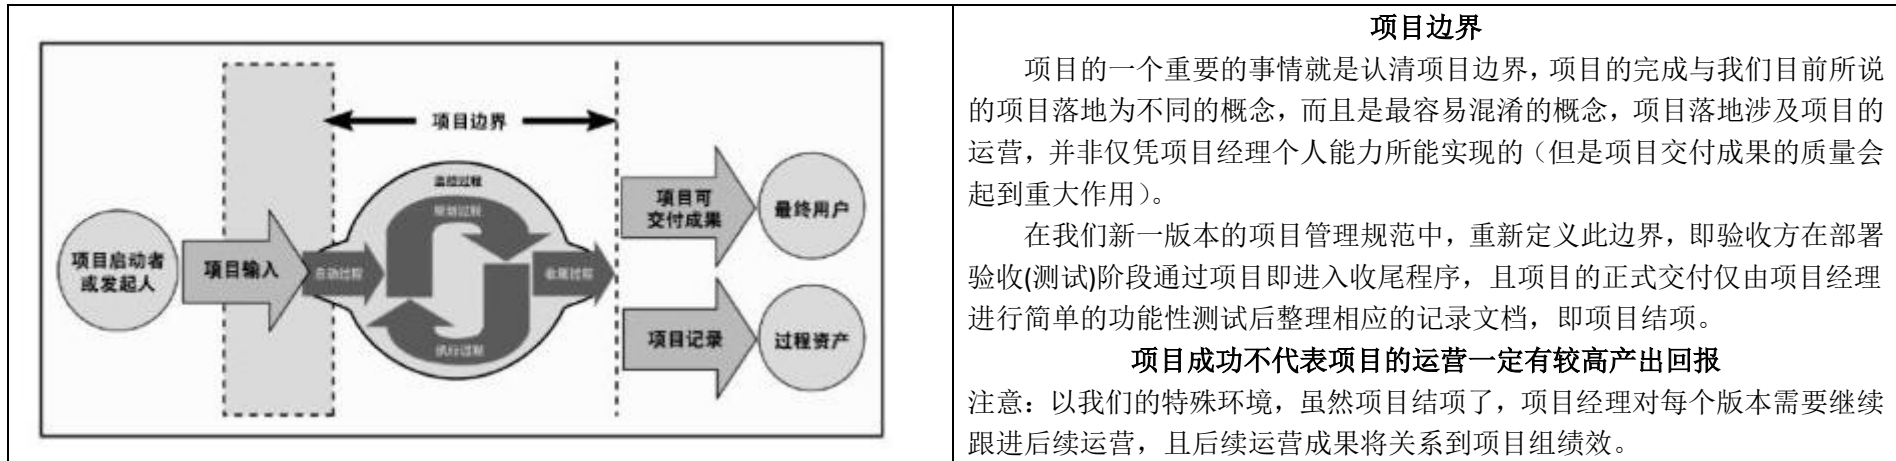 项目边界
监控过程
规划过程
项目可
交付成果
最终用户
项目启动者
或发起人
项目输入
启动过程
收尾过程
执行过程
项目记录
过程资产
项目边界
项目的一个重要的事情就是认清项目边界，项目的完成与我们目前所说
的项目落地为不同的概念，而且是最容易混淆的概念，项目落地涉及项目的
运营，并非仅凭项目经理个人能力所能实现的（但是项目交付成果的质量会
起到重大作用）。
在我们新一版本的项目管理规范中，重新定义此边界，即验收方在部署
验收(测试)阶段通过项目即进入收尾程序，且项目的正式交付仅由项目经理
进行简单的功能性测试后整理相应的记录文档，即项目结项。
项目成功不代表项目的运营一定有较高产出回报
注意：以我们的特殊环境，虽然项目结项了，项目经理对每个版本需要继续
跟进后续运营，且后续运营成果将关系到项目组绩效。